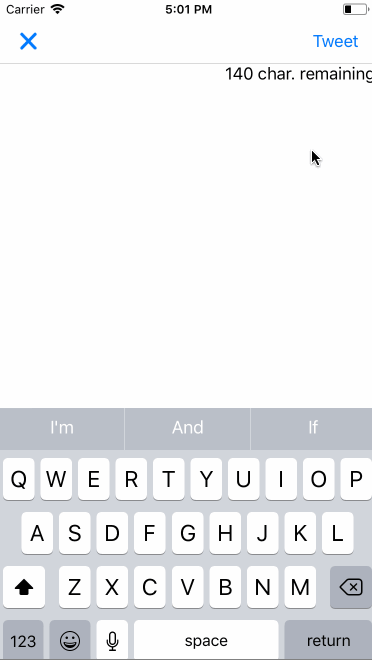 Carrier 5:01 PM
Tweet
140 char. remaining
I'm And If
Q W E R T Y U I O P
A S D F G H J K L
Z X C V B N M
123 space return